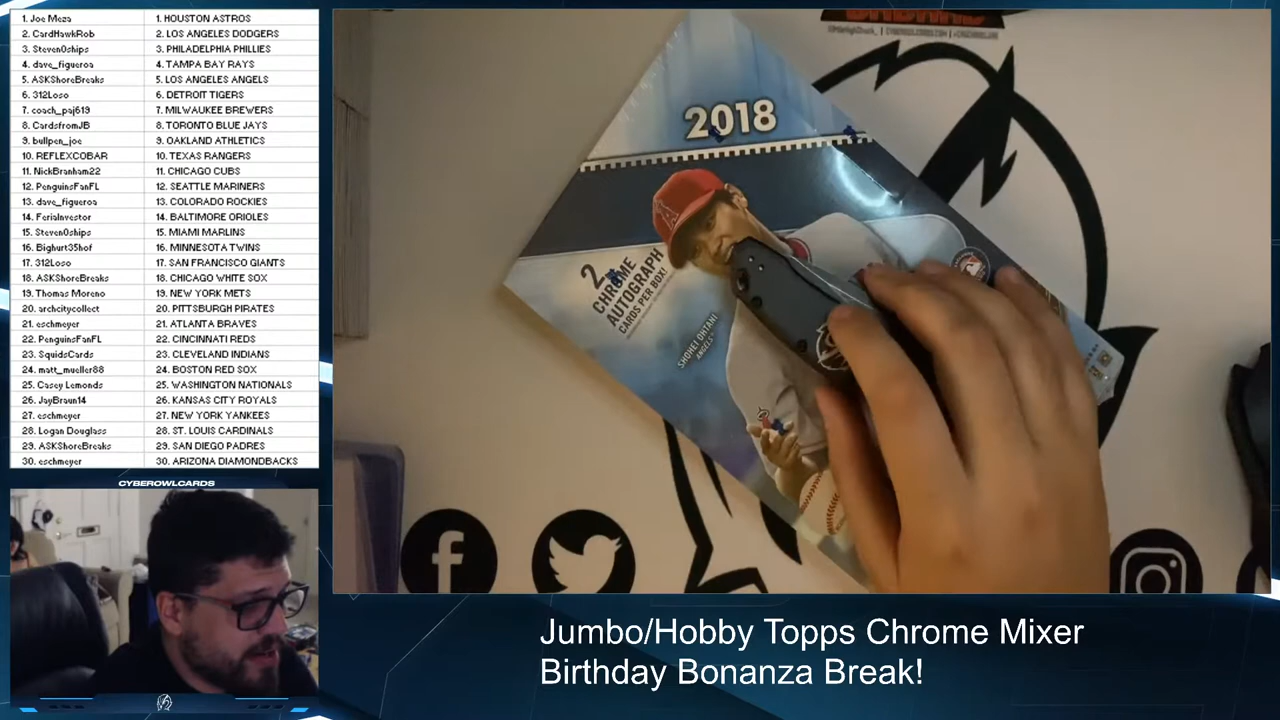 1. Joe Meza 1. HOUSTON ASTROS
2. CardHawkRob 2. LOS ANGELES DODGERS
3. Steven0ships 3. PHILADELPHIA PHILLIES
4. dave_figueroa 4. TAMPA BAY RAYS
5. ASKShoreBreaks 5. LOS ANGELES ANGELS
6. 312Loso 6. DETROIT TIGERS
7. coach_paj619 7. MILWAUKEE BREWERS
8. CardsfromJB 8. TORONTO BLUE JAYS
9. bullpen_joe 9. OAKLAND ATHLETICS
10. REFLEXCOBAR 10. TEXAS RANGERS
11. NickBranham22 11. CHICAGO CUBS
12. PenguinsFanFL 12. SEATTLE MARINERS
13. dave_figueroa 13. COLORADO ROCKIES
14. FeriaInvestor 14. BALTIMORE ORIOLES
15. Steven0ships 15. MIAMI MARLINS
16. Bighurt35hof 16. MINNESOTA TWINS
17. 312Loso 17. SAN FRANCISCO GIANTS
18. ASKShoreBreaks 18. CHICAGO WHITE SOX
19. Thomas Moreno 19. NEW YORK METS
20. archcitycollect 20. PITTSBURGH PIRATES
21. eschmeyer 21. ATLANTA BRAVES
22. PenguinsFanFL 22. CINCINNATI REDS
23. SquidsCards 23. CLEVELAND INDIANS
24. matt_mueller88 24. BOSTON RED SOX
25. Casey Lemonds 25. WASHINGTON NATIONALS
26. JayBraun14 26. KANSAS CITY ROYALS
27. eschmeyer 27. NEW YORK YANKEES
28. Logan Douglass 28. ST. LOUIS CARDINALS
29. ASKShoreBreaks 29. SAN DIEGO PADRES
30. eschmeyer 30. ARIZONA DIAMONDBACKS
CYBEROWLCARDS
2018
2
CHROME
AUTOGRAPH
CARDS PER BOX!
SHOHEI OHTANI
ANGELS
Jumbo/Hobby Topps Chrome Mixer
Birthday Bonanza Break!